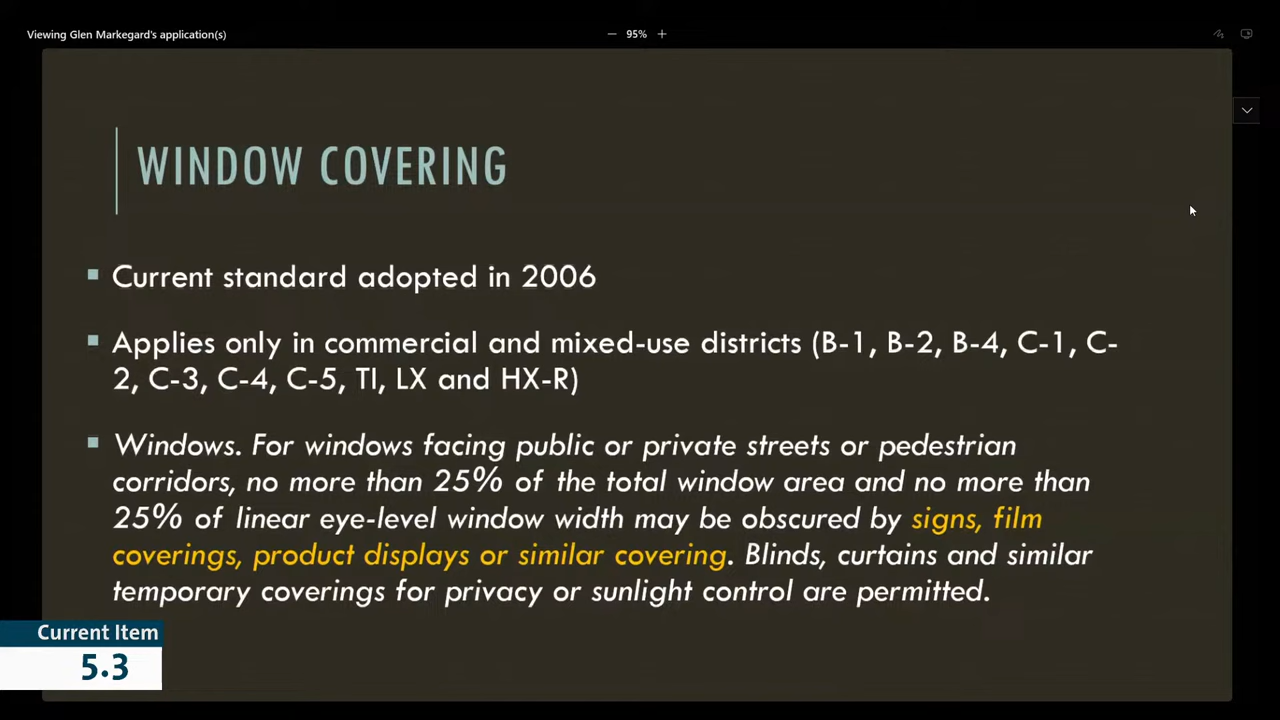 Viewing Glen Markegard's application(s)
95%
WINDOW COVERING
Current standard adopted in 2006
Applies only in commercial and mixed-use districts (B-1, B-2, B-4, C-1, C-
2, C-3, C-4, C-5, TI, LX and HX-R)
Windows. For windows facing public or private streets or pedestrian
corridors, no more than 25% of the total window area and no more than
25% of linear eye-level window width may be obscured by signs, film
coverings, product displays or similar covering. Blinds, curtains and similar
temporary coverings for privacy or sunlight control are permitted.
Current Item
5.3